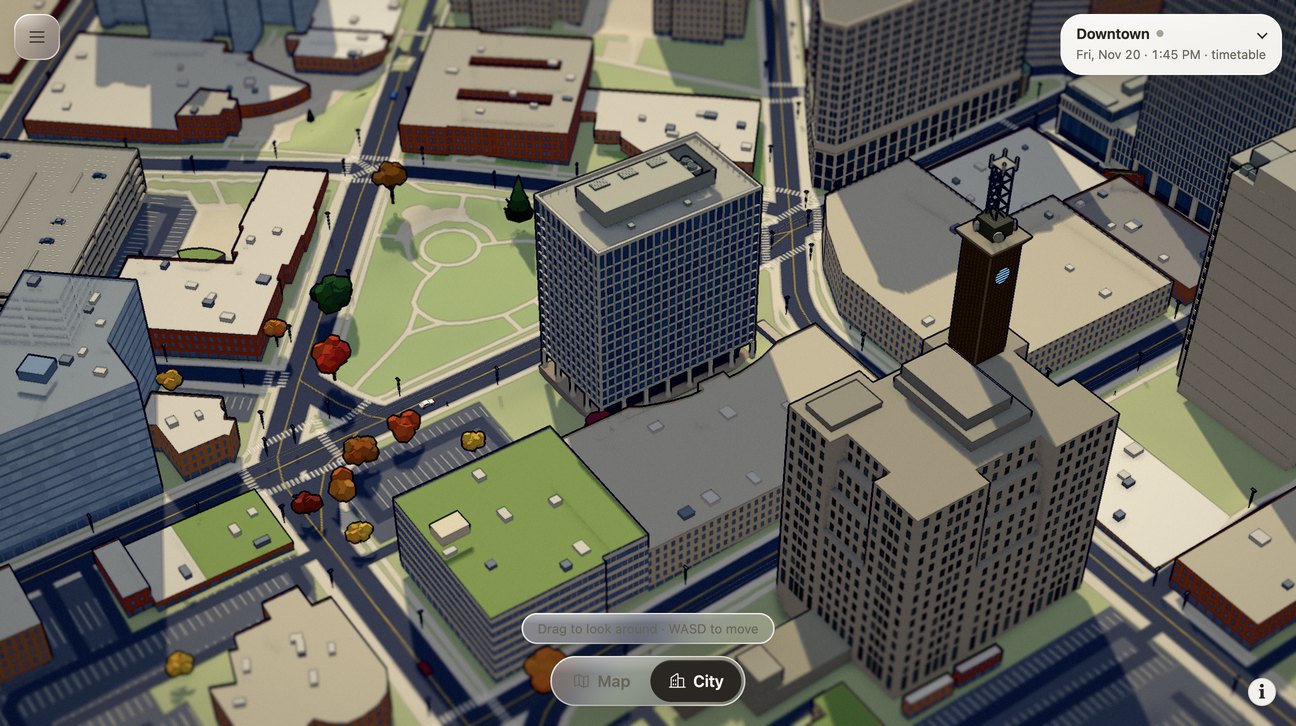 Downtown
Fri, Nov 20 · 1:45 PM · timetable
Drag to look around · WASD to move
Map
City
i